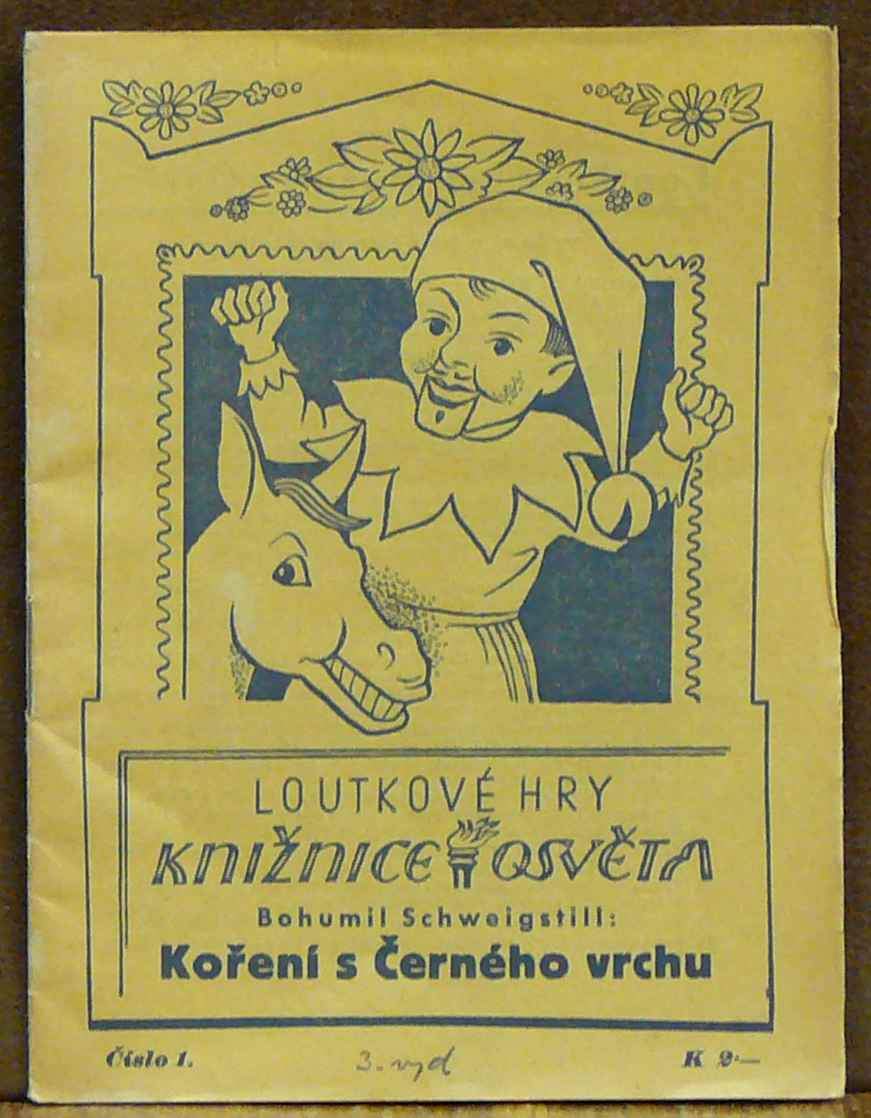 LOUTKOVÉ HRY
KNIŽNICE OSVĚTA
Bohumil Schweigstill:
Koření s Černého vrchu
Číslo 1. 3. vyd K 2·—